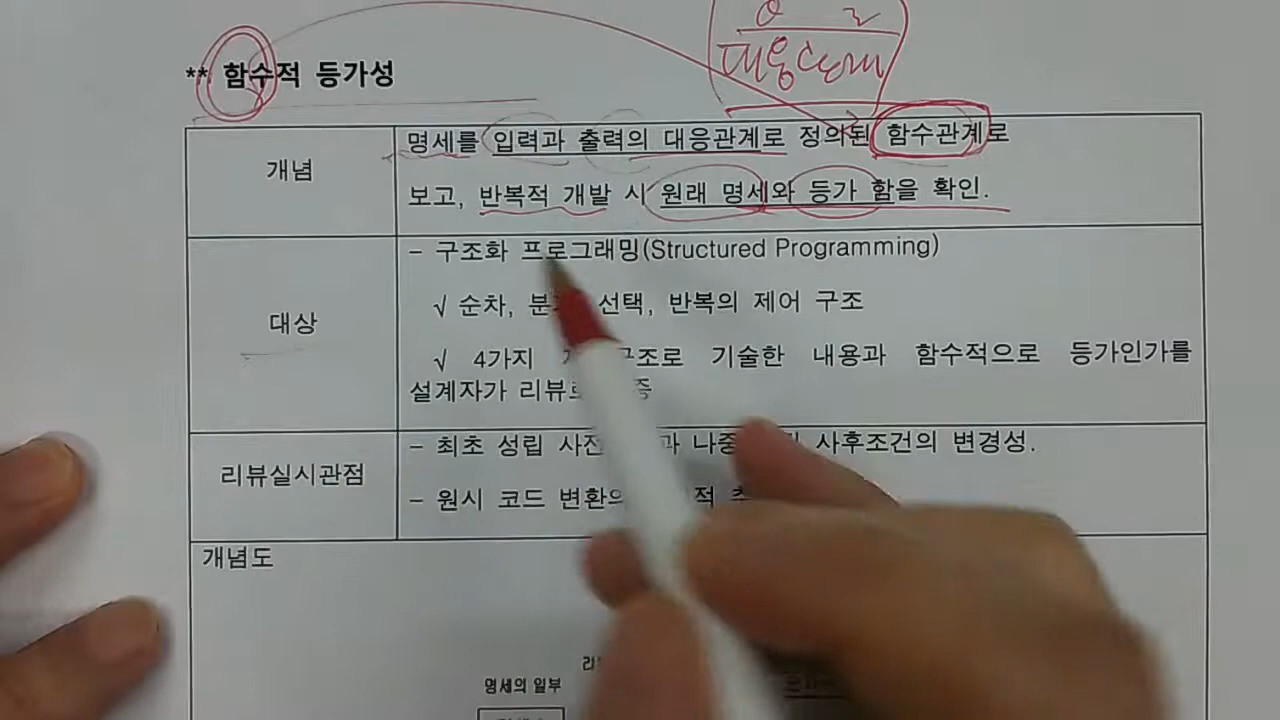 대응관계
** 함수적 등가성
개념
명세를 입력과 출력의 대응관계로 정의된 함수관계로
보고, 반복적 개발 시 원래 명세와 등가 함을 확인.
대상
- 구조화 프로그래밍(Structured Programming)
√ 순차, 선택, 반복의 제어 구조
√ 4가지 구조로 기술한 내용과 함수적으로 등가인가를
설계자가
리뷰실시관점
- 최초 성립 나중 사후조건의 변경성.
- 원시 코드 변환의
개념도
명세의 일부